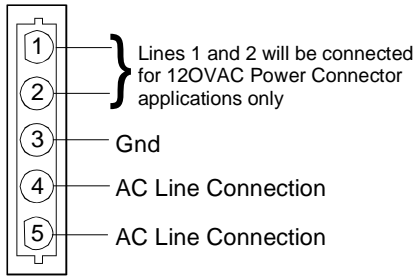 1
Lines 1 and 2 will be connected
for 12OVAC Power Connector
2
applications only
3
Gnd
4
AC Line Connection
5
AC Line Connection